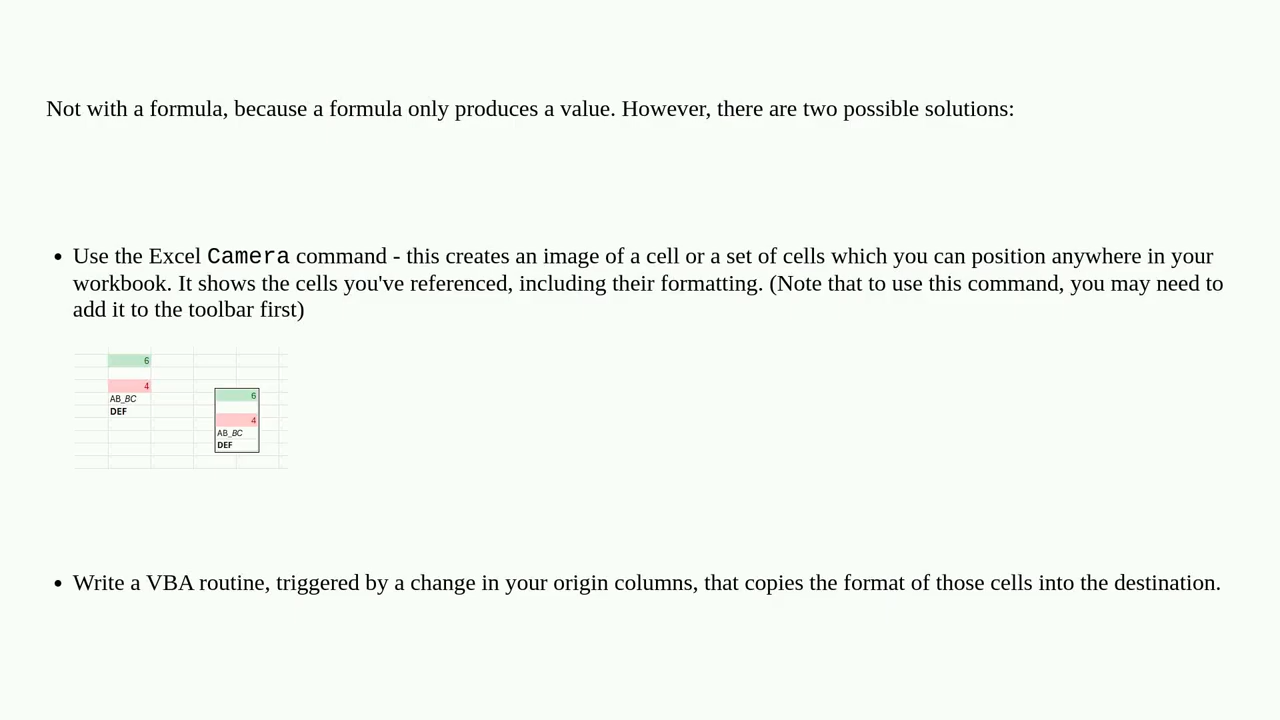 Not with a formula, because a formula only produces a value. However, there are two possible solutions:
• Use the Excel Camera command - this creates an image of a cell or a set of cells which you can position anywhere in your
workbook. It shows the cells you've referenced, including their formatting. (Note that to use this command, you may need to
add it to the toolbar first)
6
4
AB_BC
DEF
6
4
AB_BC
DEF
• Write a VBA routine, triggered by a change in your origin columns, that copies the format of those cells into the destination.